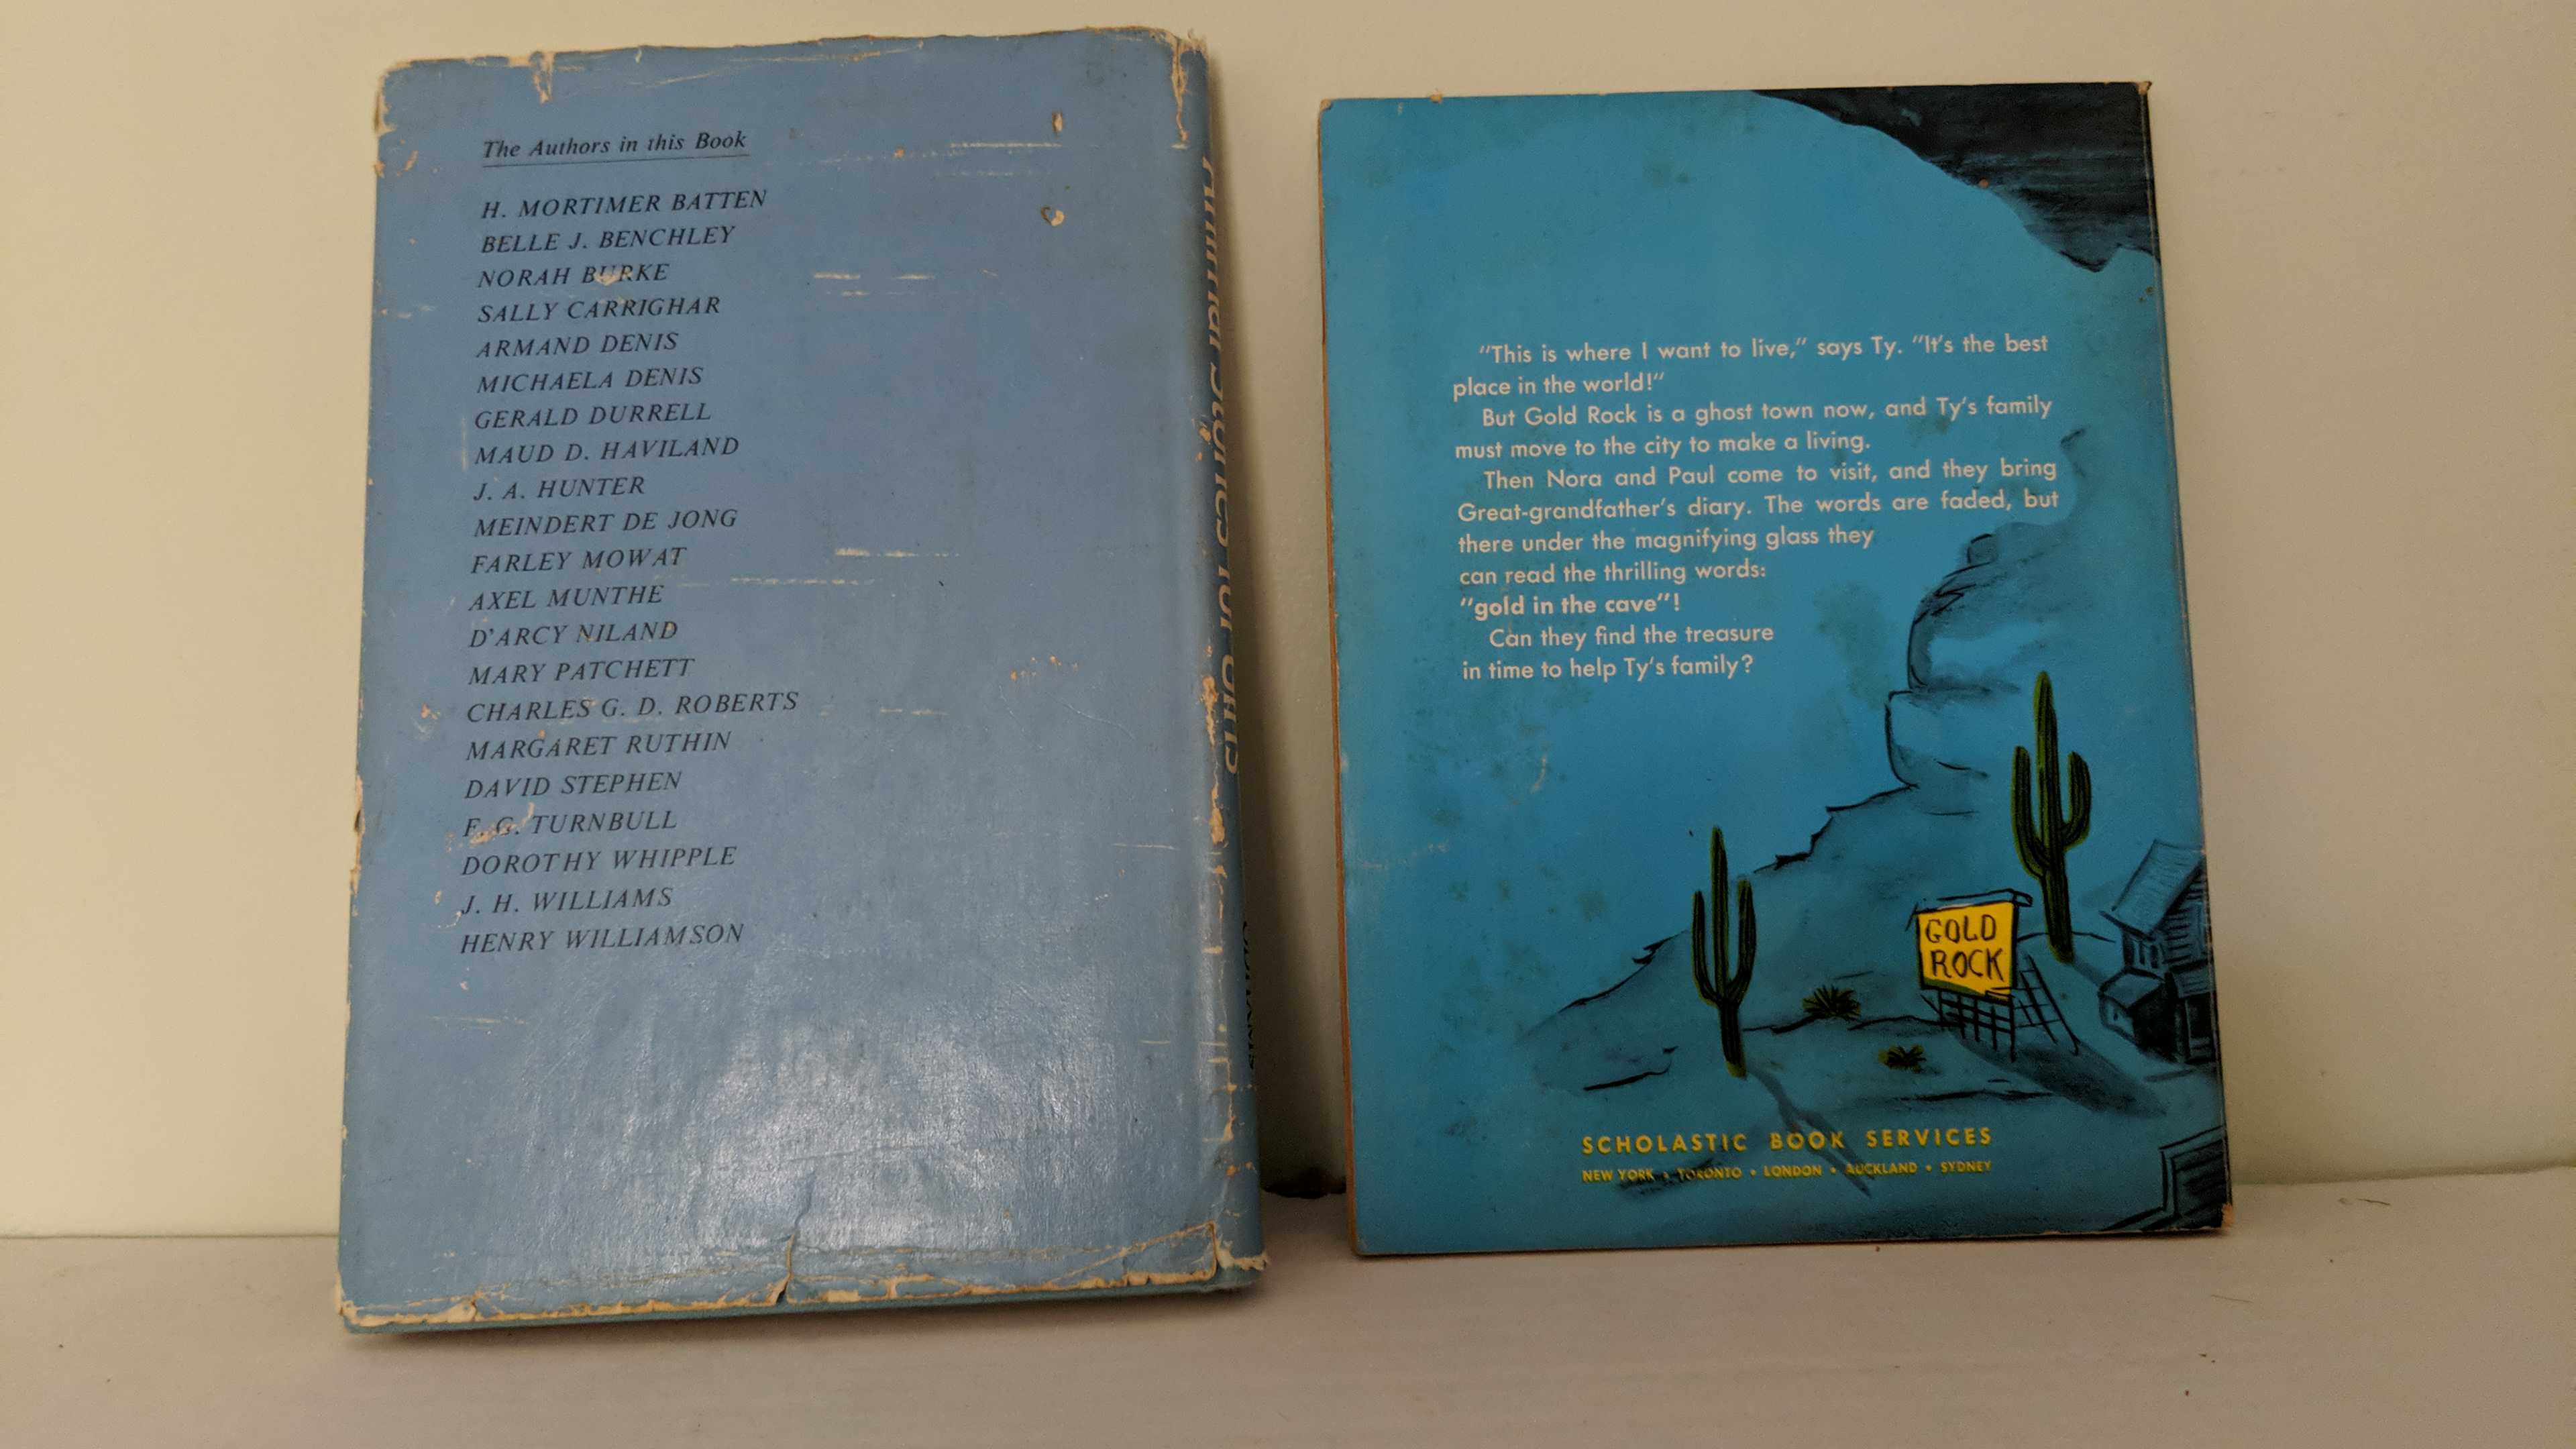 The Authors in this Book
H. MORTIMER BATTEN
BELLE J. BENCHLEY
NORAH BURKE
SALLY CARRIGHAR
ARMAND DENIS
MICHAELA DENIS
GERALD DURRELL
MAUD D. HAVILAND
J. A. HUNTER
MEINDERT DE JONG
FARLEY MOWAT
AXEL MUNTHE
D'ARCY NILAND
MARY PATCHETT
CHARLES G. D. ROBERTS
MARGARET RUTHIN
DAVID STEPHEN
F. G. TURNBULL
DOROTHY WHIPPLE
J. H. WILLIAMS
HENRY WILLIAMSON
Animal Stories for Girls
"This is where I want to live," says Ty. "It's the best
place in the world!"
But Gold Rock is a ghost town now, and Ty's family
must move to the city to make a living.
Then Nora and Paul come to visit, and they bring
Great-grandfather's diary. The words are faded, but
there under the magnifying glass they
can read the thrilling words:
"gold in the cave"!
Can they find the treasure
in time to help Ty's family?
GOLD
ROCK
SCHOLASTIC BOOK SERVICES
NEW YORK • TORONTO • LONDON • AUCKLAND • SYDNEY